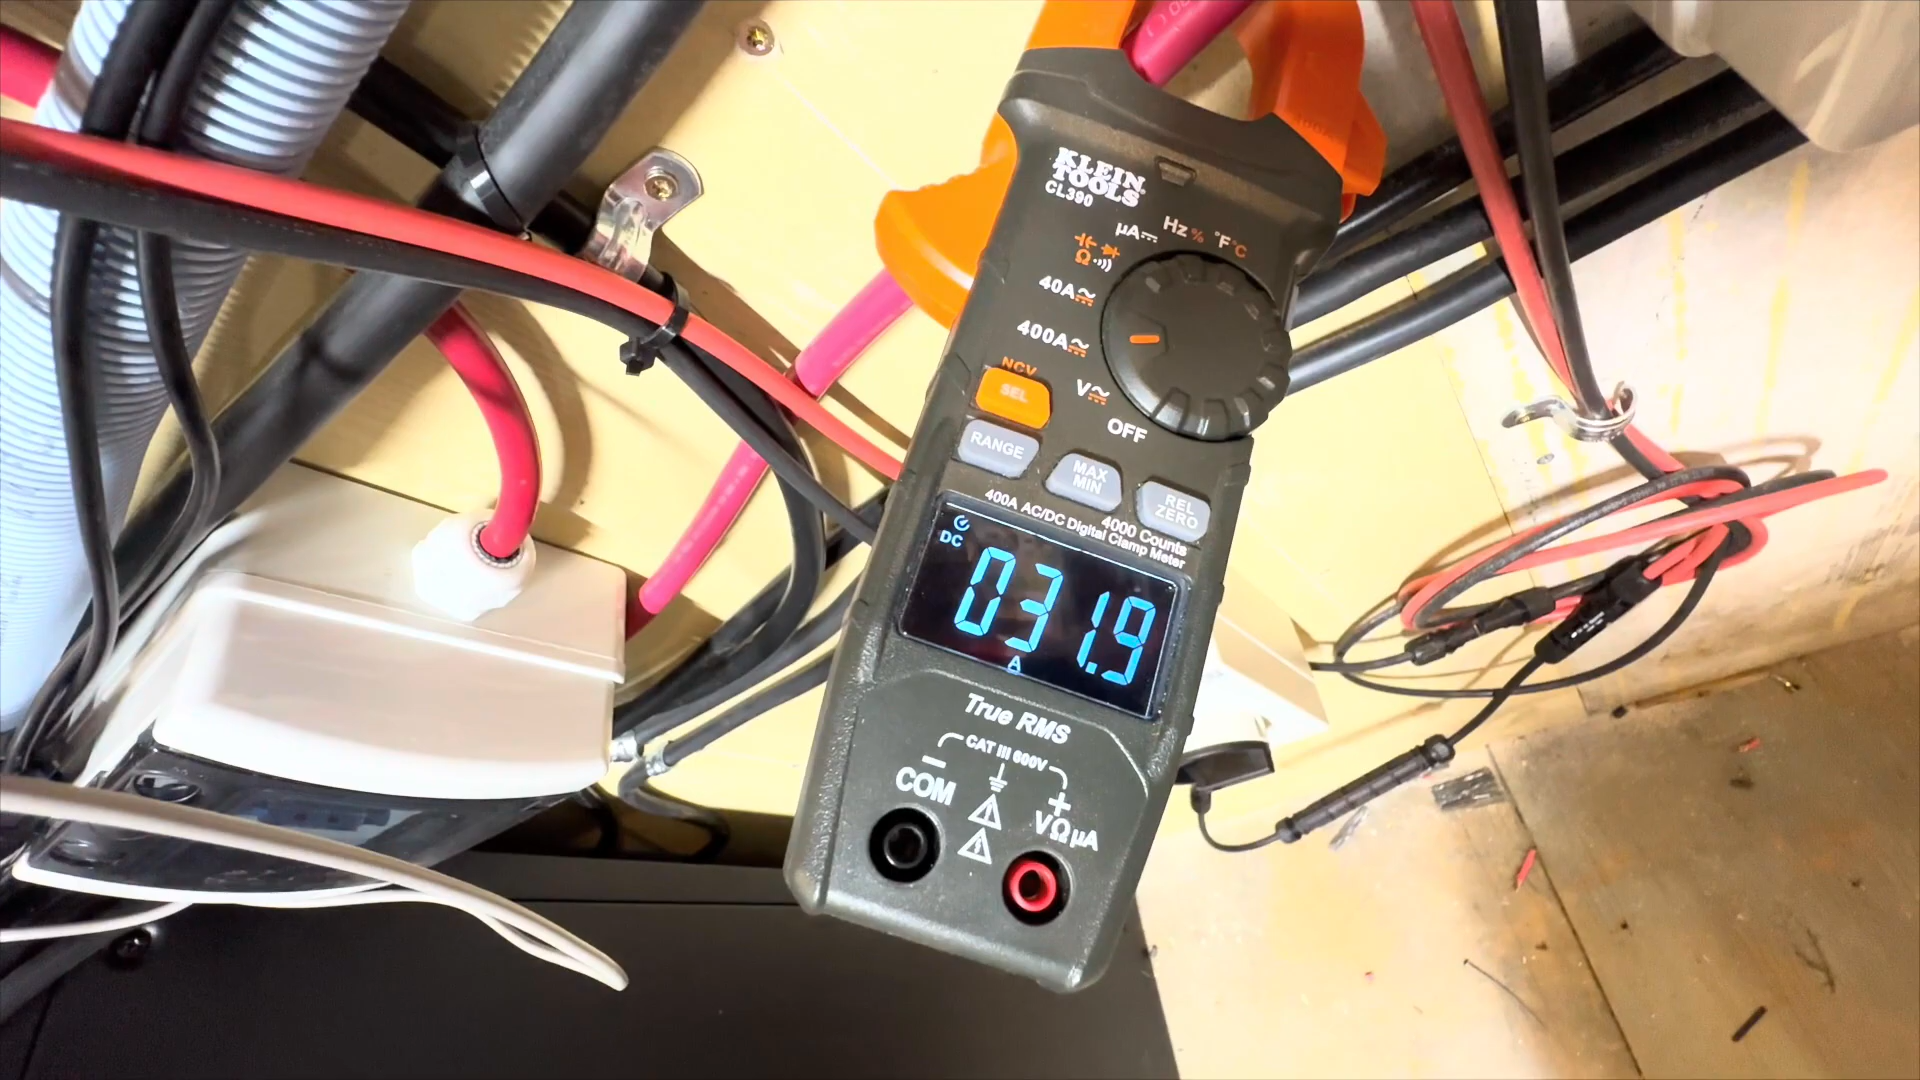 KLEIN
TOOLS
CL390
µA
Hz % °F°C
Ω
40A
400A
NCV
SEL
V
OFF
RANGE
MAX
MIN
REL
ZERO
400A AC/DC Digital Clamp Meter
4000 Counts
DC
031.9
A
True RMS
CAT III 600V
COM
+
VΩµA